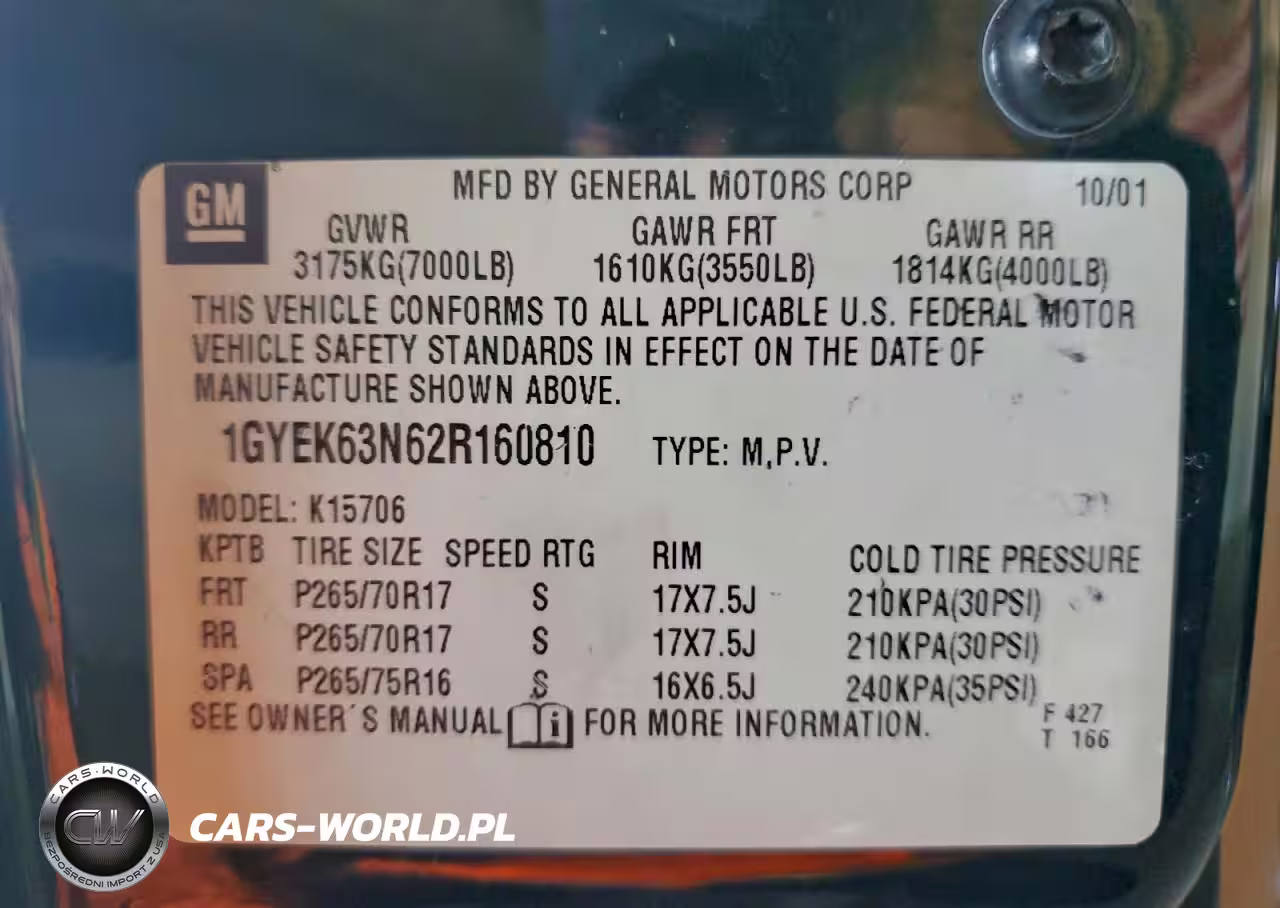 GM
MFD BY GENERAL MOTORS CORP 10/01
GVWR GAWR FRT GAWR RR
3175KG(7000LB) 1610KG(3550LB) 1814KG(4000LB)
THIS VEHICLE CONFORMS TO ALL APPLICABLE U.S. FEDERAL MOTOR
VEHICLE SAFETY STANDARDS IN EFFECT ON THE DATE OF
MANUFACTURE SHOWN ABOVE.
1GYEK63N62R160810 TYPE: M.P.V.
MODEL: K15706
KPTB TIRE SIZE SPEED RTG RIM COLD TIRE PRESSURE
FRT P265/70R17 S 17X7.5J 210KPA(30PSI)
RR P265/70R17 S 17X7.5J 210KPA(30PSI)
SPA P265/75R16 S 16X6.5J 240KPA(35PSI)
SEE OWNER'S MANUAL i FOR MORE INFORMATION.
F 427
T 166
CARS-WORLD
CW
BEZPOŚREDNI IMPORT Z USA
CARS-WORLD.PL